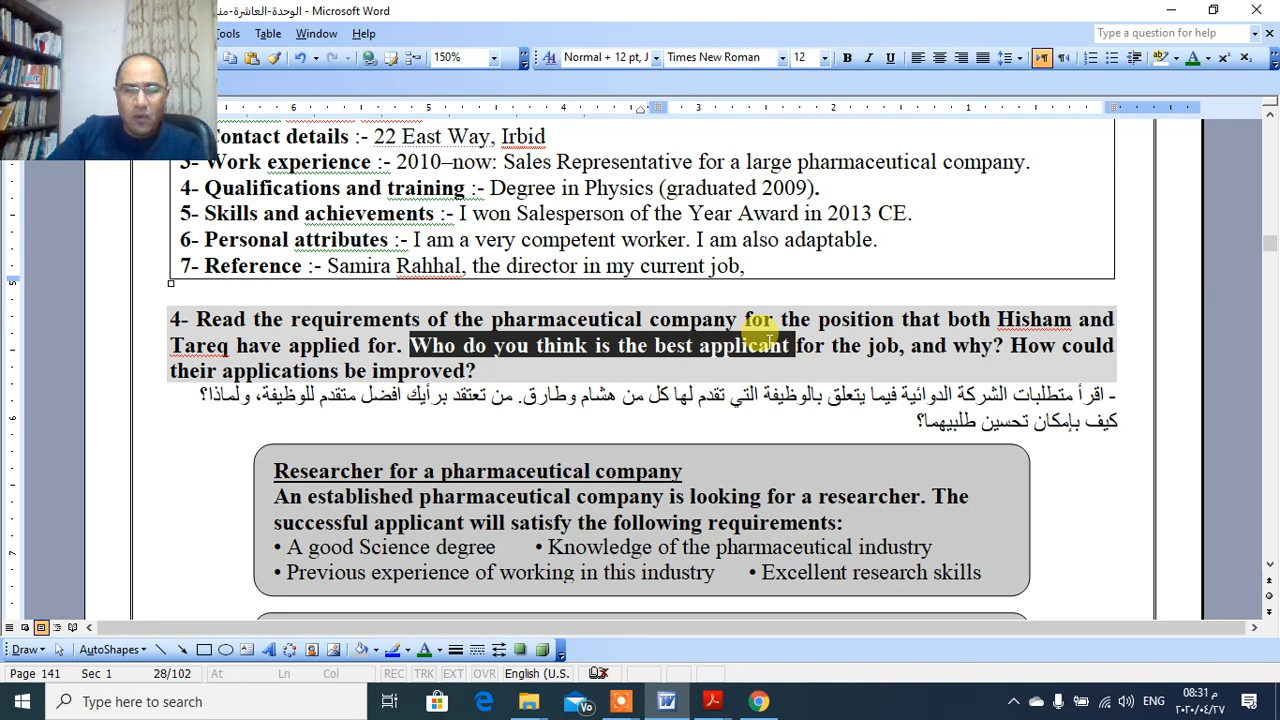 الوحدة-العاشرة-من - Microsoft Word
Tools Table Window Help Type a question for help
150% Normal + 12 pt, J Times New Roman 12 B I U
6 5 4 3 2 1
Contact details :- 22 East Way, Irbid
3- Work experience :- 2010–now: Sales Representative for a large pharmaceutical company.
4- Qualifications and training :- Degree in Physics (graduated 2009).
5- Skills and achievements :- I won Salesperson of the Year Award in 2013 CE.
6- Personal attributes :- I am a very competent worker. I am also adaptable.
7- Reference :- Samira Rahhal, the director in my current job,
4- Read the requirements of the pharmaceutical company for the position that both Hisham and
Tareq have applied for. Who do you think is the best applicant for the job, and why? How could
their applications be improved?
- اقرأ متطلبات الشركة الدوائية فيما يتعلق بالوظيفة التي تقدم لها كل من هشام وطارق. من تعتقد برأيك افضل متقدم للوظيفة، ولماذا؟
كيف بإمكان تحسين طلبيهما؟
Researcher for a pharmaceutical company
An established pharmaceutical company is looking for a researcher. The
successful applicant will satisfy the following requirements:
• A good Science degree • Knowledge of the pharmaceutical industry
• Previous experience of working in this industry • Excellent research skills
Draw AutoShapes
Page 141 Sec 1 28/102 At Ln Col REC TRK EXT OVR English (U.S.
Type here to search ENG م 08:31
٢٠٢٠/٠٤/٢٧